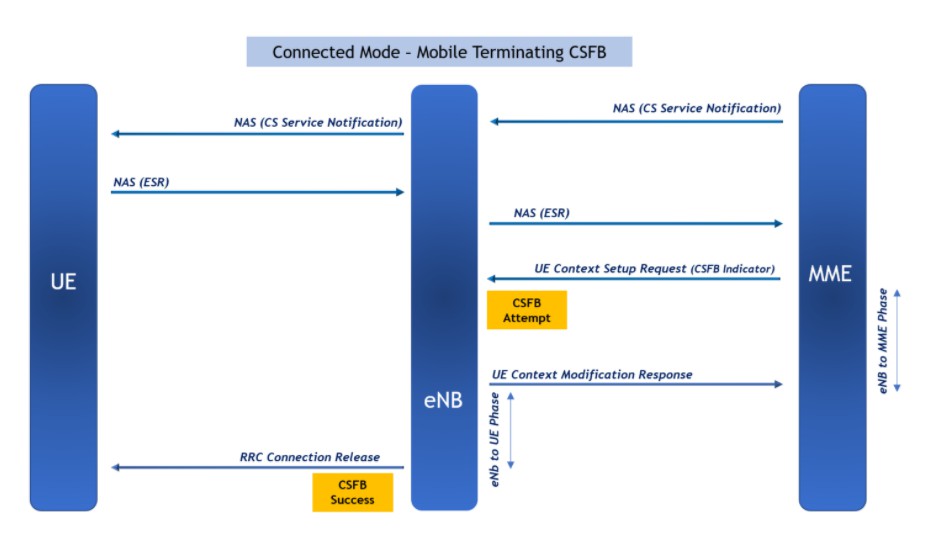 Connected Mode - Mobile Terminating CSFB
NAS (CS Service Notification)
NAS (CS Service Notification)
NAS (ESR)
NAS (ESR)
UE
UE Context Setup Request (CSFB Indicator)
MME
CSFB
Attempt
eNB to MME Phase
UE Context Modification Response
eNB
eNb to UE Phase
RRC Connection Release
CSFB
Success